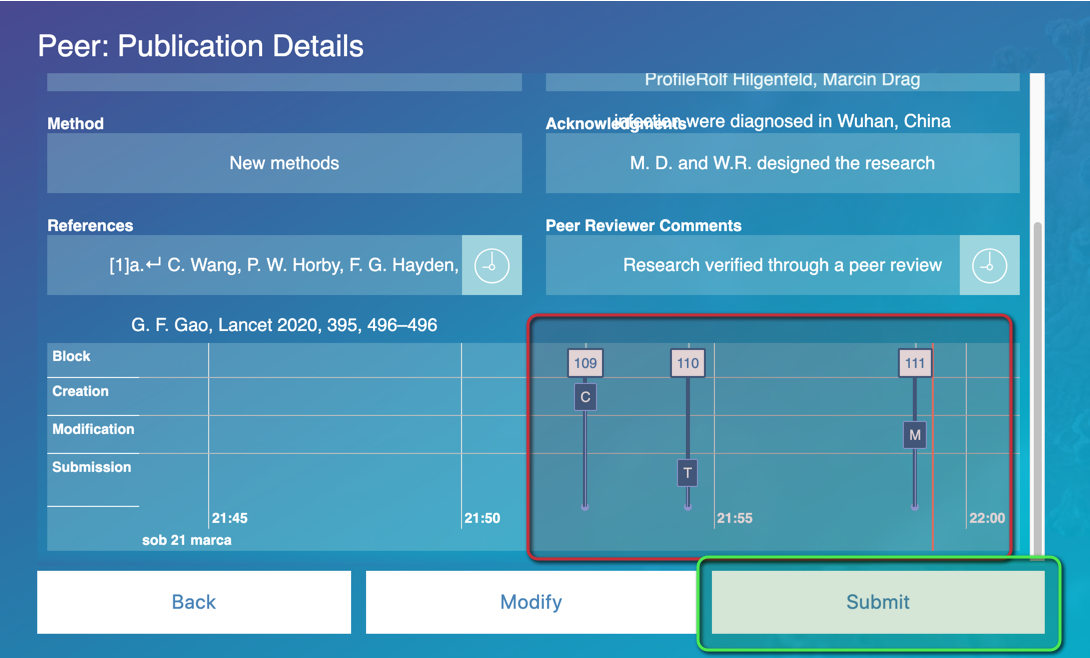 Peer: Publication Details
ProfileRolf Hilgenfeld, Marcin Drag
infection were diagnosed in Wuhan, China
Method
Acknowledgments
New methods
M. D. and W.R. designed the research
References
Peer Reviewer Comments
[1]a.↵ C. Wang, P. W. Horby, F. G. Hayden,
Research verified through a peer review
G. F. Gao, Lancet 2020, 395, 496–496
Block
109
110
111
Creation
C
Modification
M
Submission
T
21:45
21:50
21:55
22:00
sob 21 marca
Back
Modify
Submit